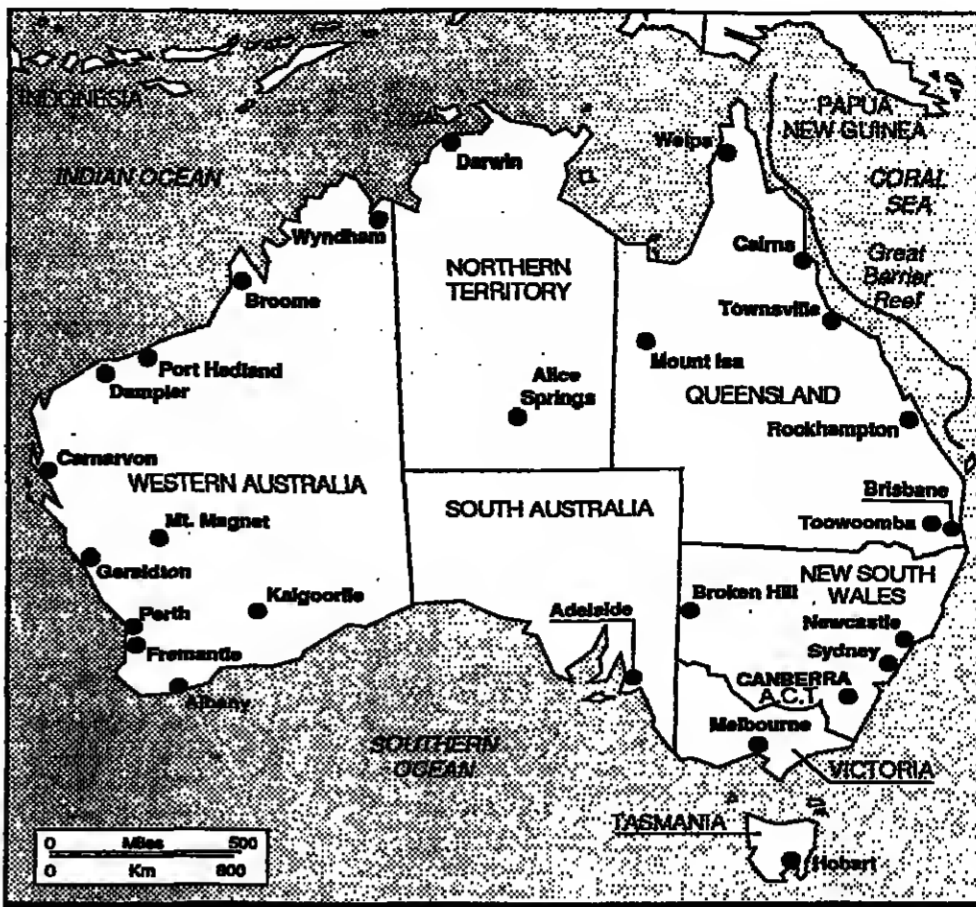 INDONESIA
PAPUA
NEW GUINEA
INDIAN OCEAN
Darwin
Weipa
CORAL
SEA
Wyndham
Cairns
Great
Barrier
Reef
NORTHERN
TERRITORY
Broome
Townsville
Port Hedland
Dampier
Mount Isa
Alice
Springs
QUEENSLAND
Rockhampton
Carnarvon
WESTERN AUSTRALIA
SOUTH AUSTRALIA
Brisbane
Toowoomba
Mt. Magnet
Geraldton
NEW SOUTH
WALES
Kalgoorlie
Broken Hill
Adelaide
Perth
Newcastle
Fremantle
Sydney
CANBERRA
A.C.T
Albany
Melbourne
SOUTHERN
OCEAN
VICTORIA
TASMANIA
Hobart
0 Miles 500
0 Km 800